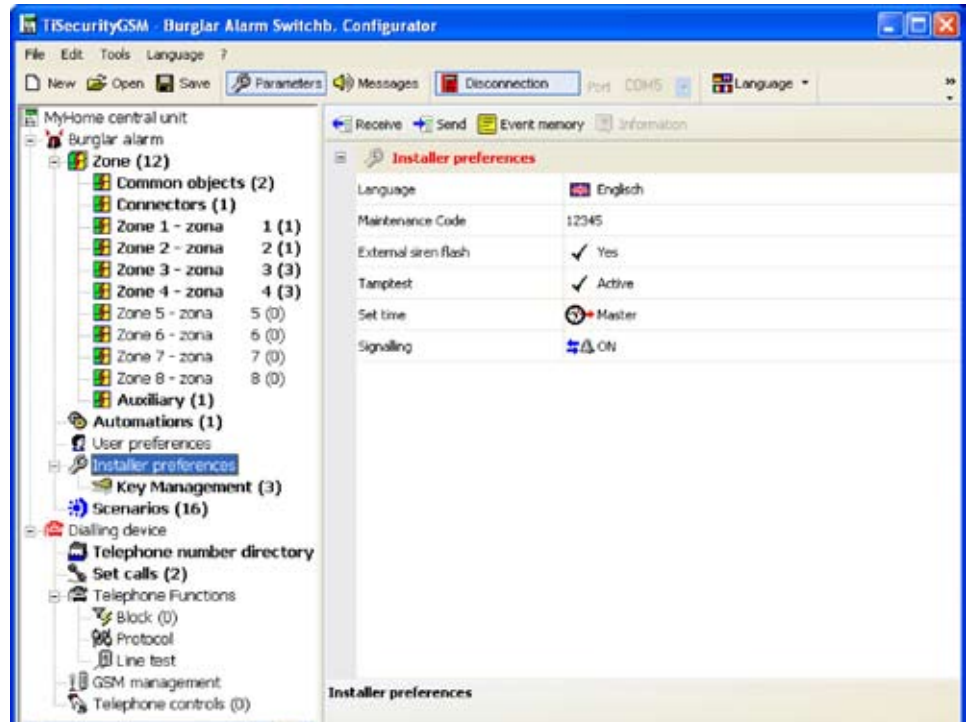 TiSecurityGSM - Burglar Alarm Switchb. Configurator
File Edit Tools Language ?
New Open Save Parameters Messages Disconnection Port COM5 Language
MyHome central unit
Burglar alarm
Zone (12)
Common objects (2)
Connectors (1)
Zone 1 - zona 1 (1)
Zone 2 - zona 2 (1)
Zone 3 - zona 3 (3)
Zone 4 - zona 4 (3)
Zone 5 - zona 5 (0)
Zone 6 - zona 6 (0)
Zone 7 - zona 7 (0)
Zone 8 - zona 8 (0)
Auxiliary (1)
Automations (1)
User preferences
Installer preferences
Key Management (3)
Scenarios (16)
Dialling device
Telephone number directory
Set calls (2)
Telephone Functions
Block (0)
Protocol
Line test
GSM management
Telephone controls (0)
Receive Send Event memory Information
Installer preferences
Language Englisch
Maintenance Code 12345
External siren flash Yes
Tamptest Active
Set time Master
Signalling ON
Installer preferences